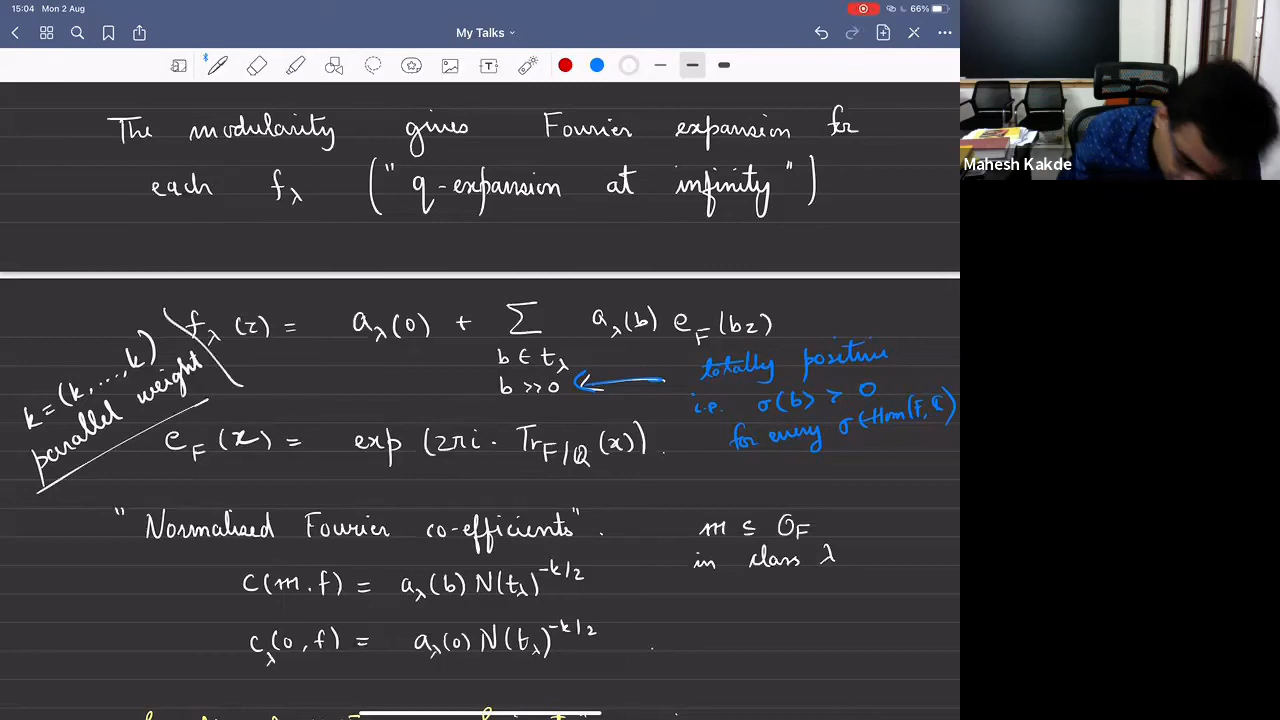 15:04 Mon 2 Aug
66%
My Talks
The modularity gives Fourier expansion for
each f_λ ("q-expansion at infinity")
f_λ(z) = a_λ(0) + Σ a_λ(b) e_F(bz)
b ∈ t_λ
b >> 0
totally positive
i.e. σ(b) > 0
for every σ ∈ Hom(F, ℂ)
k = (k, ..., k)
parallel weight
e_F(x) = exp(2πi · Tr_{F/Q}(x)).
"Normalised Fourier co-efficients".
m ⊆ O_F
in class λ
c(m, f) = a_λ(b) N(t_λ)^{-k/2}
c_λ(0, f) = a_λ(0) N(t_λ)^{-k/2}.
Mahesh Kakde